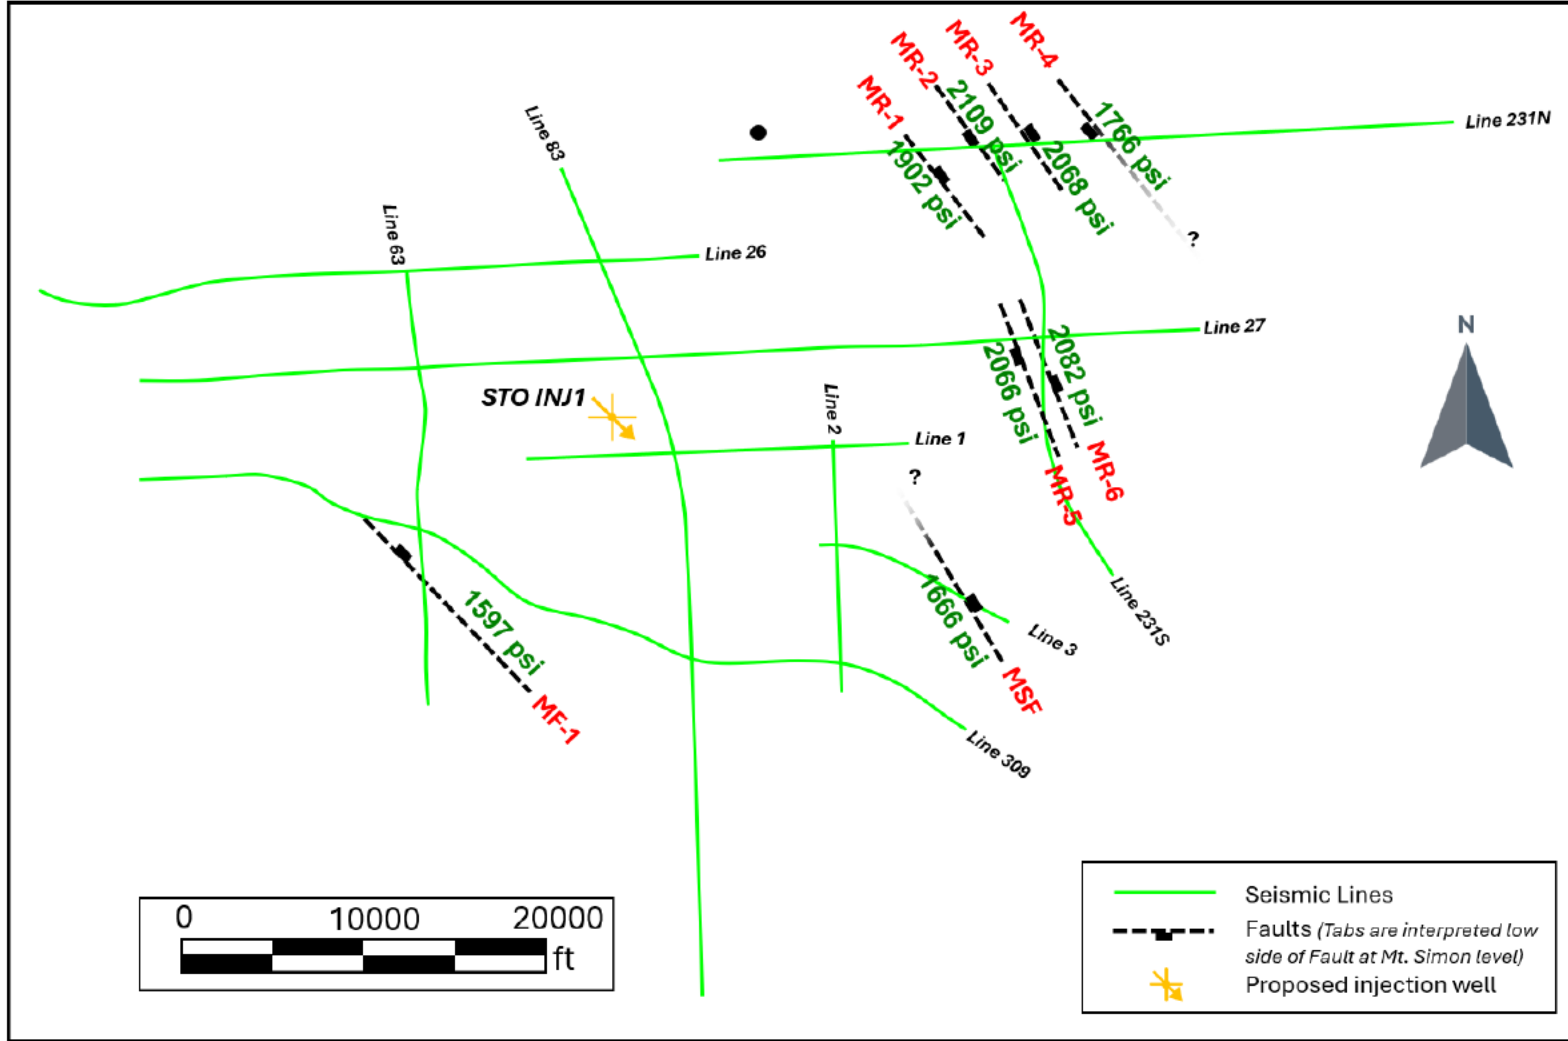 MR-4
MR-3
MR-2
MR-1
2109 psi
1766 psi
Line 231N
1902 psi
2068 psi
Line 83
Line 63
Line 26
?
Line 27
2082 psi
2066 psi
N
STO INJ1
Line 2
Line 1
MR-6
MR-5
?
1666 psi
Line 231S
Line 3
1597 psi
MSF
MF-1
Line 309
0 10000 20000
ft
Seismic Lines
Faults (Tabs are interpreted low
side of Fault at Mt. Simon level)
Proposed injection well